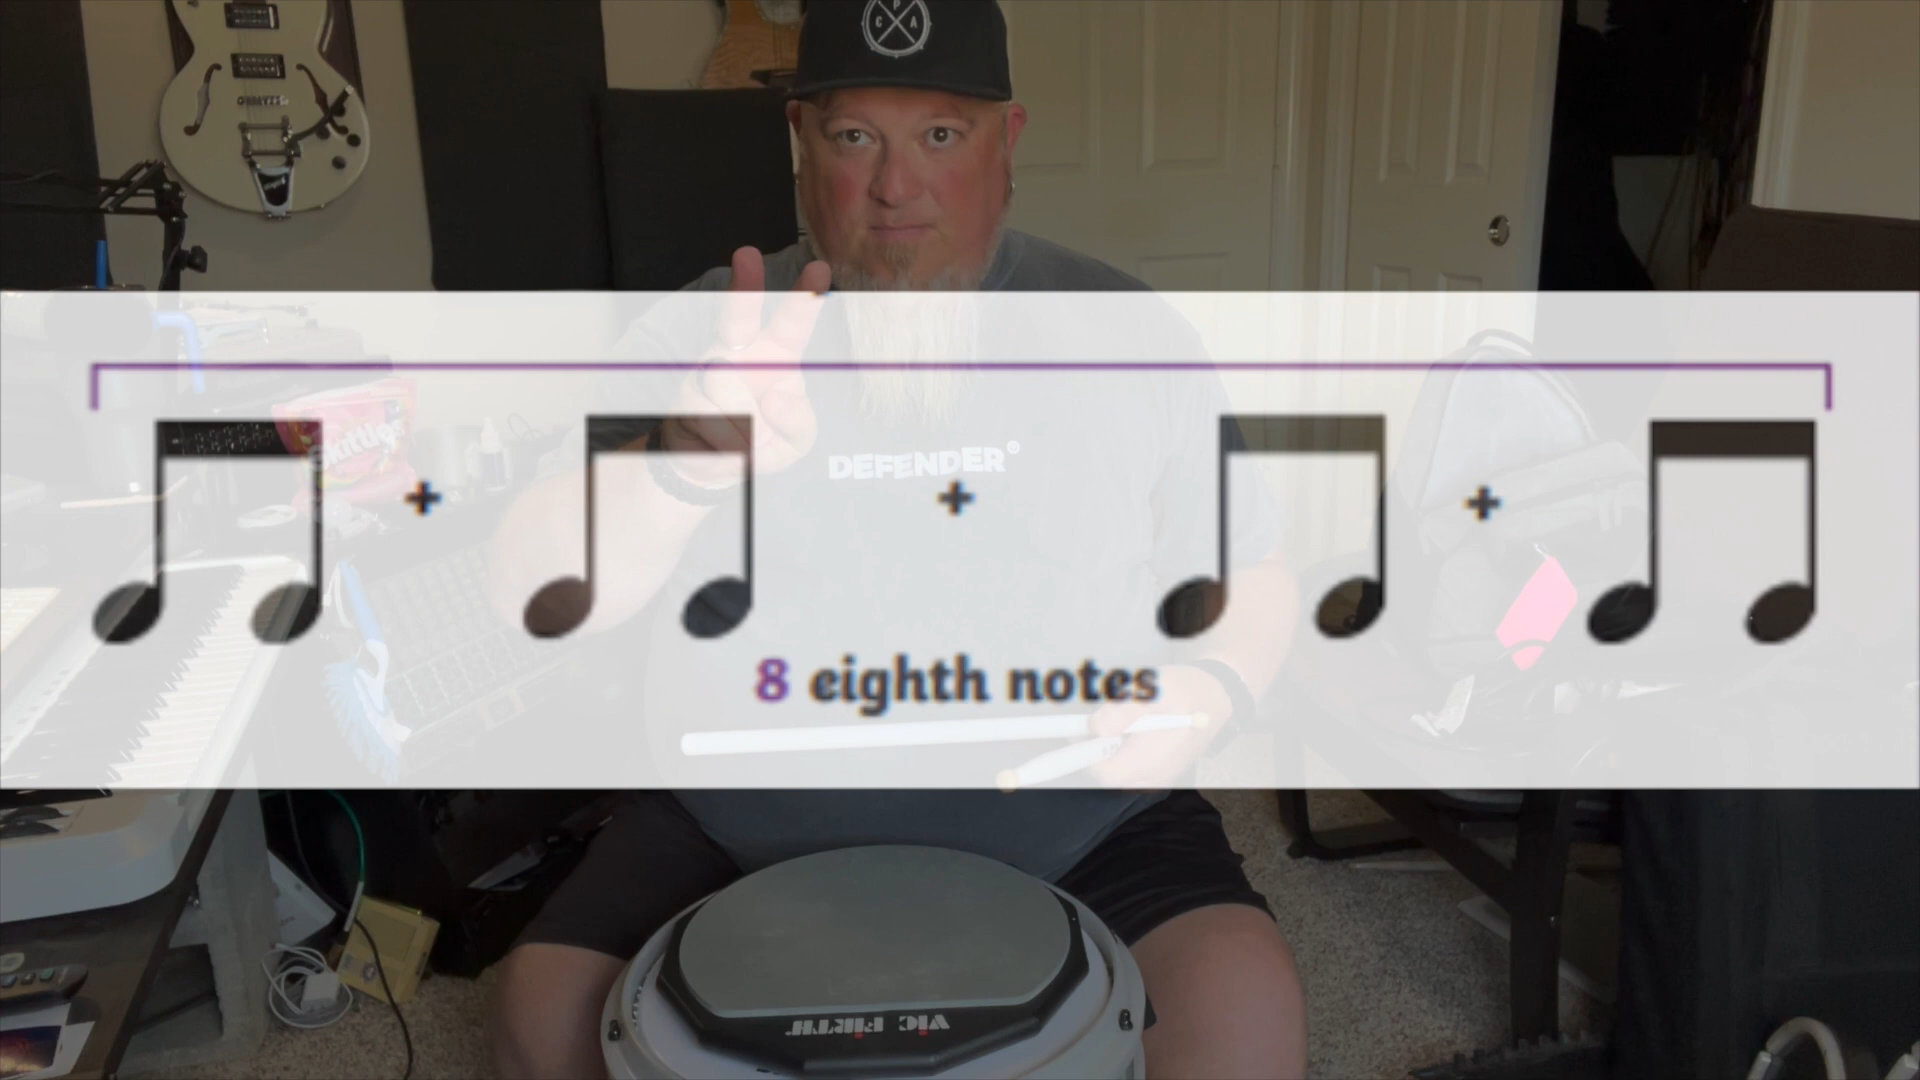 C P A
Skittles
DEFENDER®
+ + +
8 eighth notes
VIC FIRTH